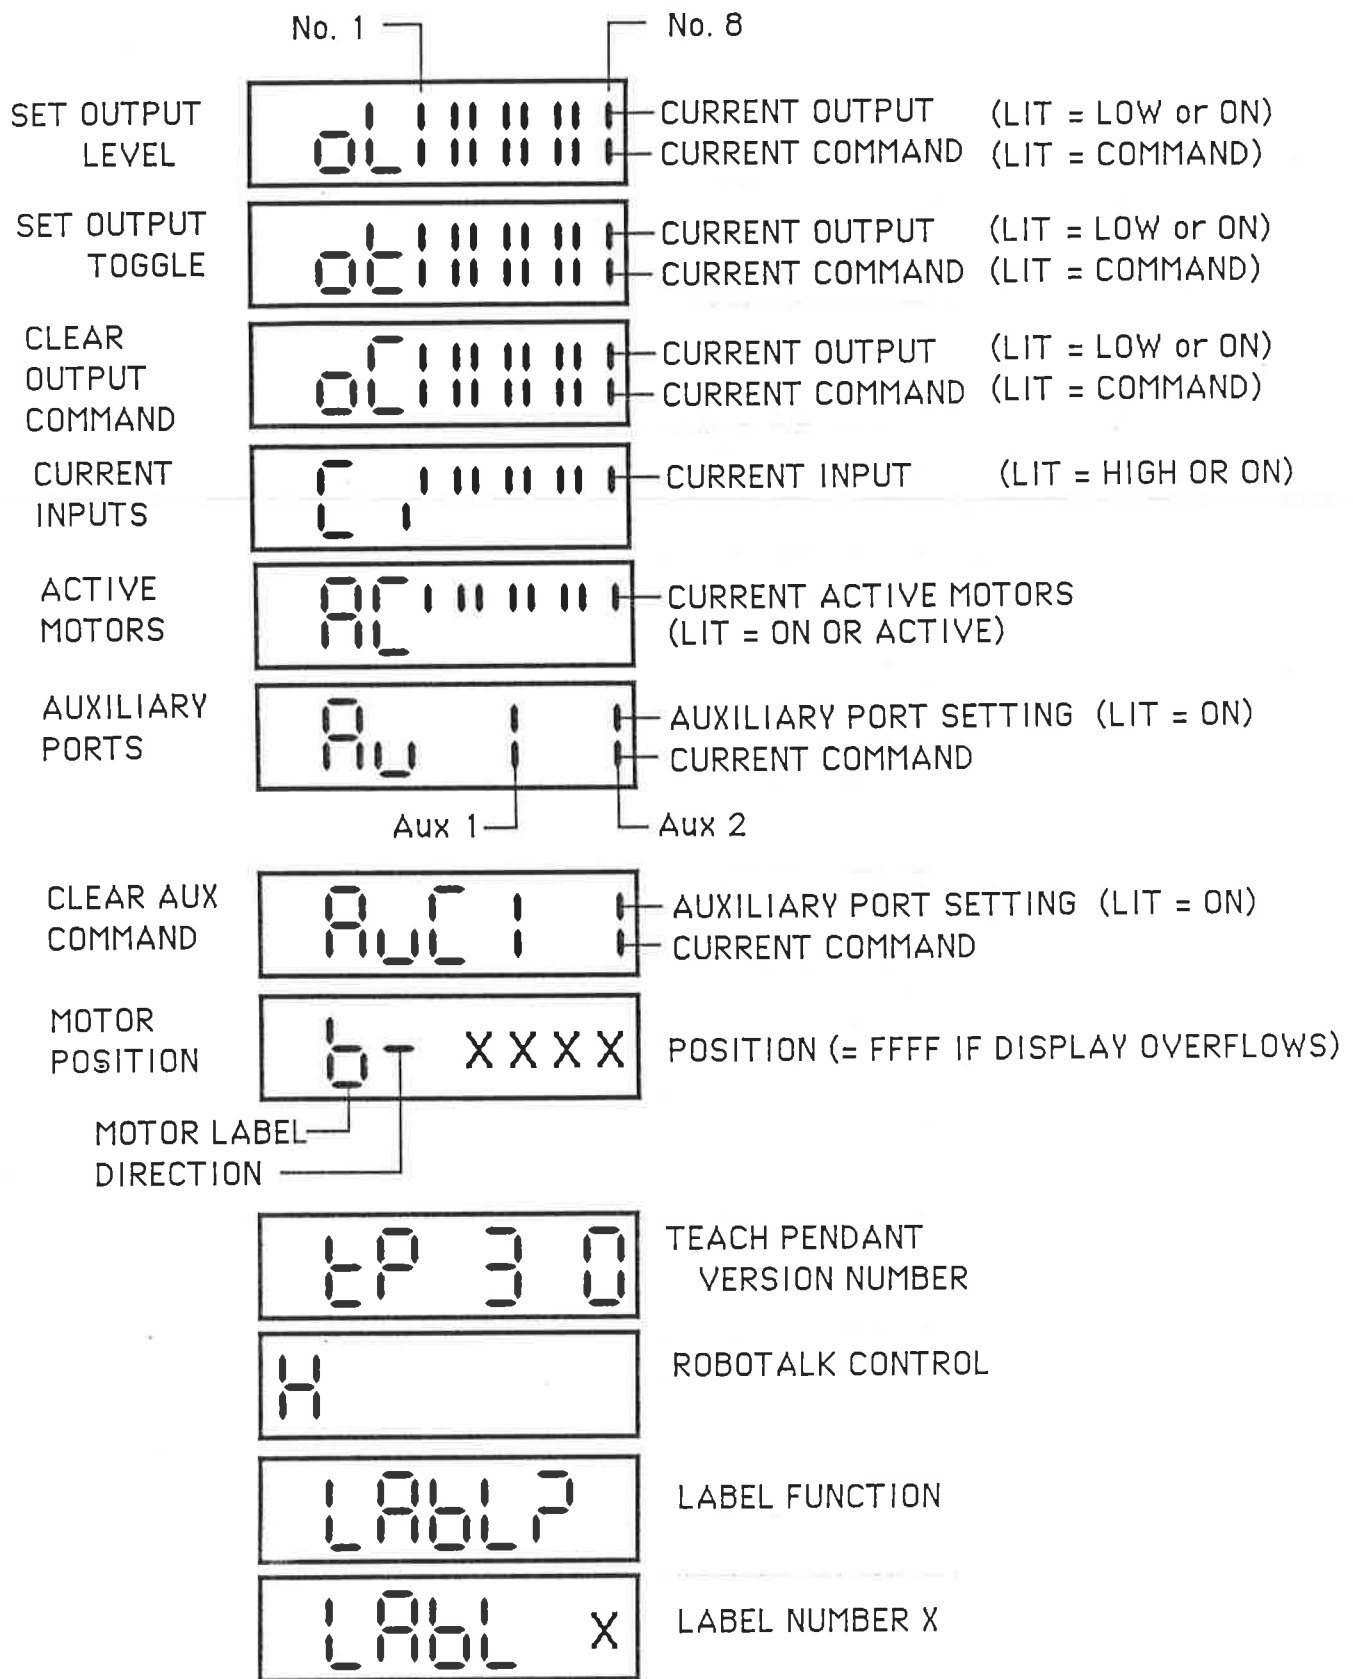 No. 1 No. 8
SET OUTPUT LEVEL
oL
CURRENT OUTPUT (LIT = LOW or ON)
CURRENT COMMAND (LIT = COMMAND)
SET OUTPUT TOGGLE
ot
CURRENT OUTPUT (LIT = LOW or ON)
CURRENT COMMAND (LIT = COMMAND)
CLEAR
OUTPUT
COMMAND
oC
CURRENT OUTPUT (LIT = LOW or ON)
CURRENT COMMAND (LIT = COMMAND)
CURRENT
INPUTS
C i
CURRENT INPUT (LIT = HIGH OR ON)
ACTIVE
MOTORS
AC
CURRENT ACTIVE MOTORS
(LIT = ON OR ACTIVE)
AUXILIARY
PORTS
Au
AUXILIARY PORT SETTING (LIT = ON)
CURRENT COMMAND
Aux 1 Aux 2
CLEAR AUX
COMMAND
AuC
AUXILIARY PORT SETTING (LIT = ON)
CURRENT COMMAND
MOTOR
POSITION
b- XXXX
POSITION (= FFFF IF DISPLAY OVERFLOWS)
MOTOR LABEL
DIRECTION
tP 3 0
TEACH PENDANT
VERSION NUMBER
H
ROBOTALK CONTROL
LAbL?
LABEL FUNCTION
LAbL X
LABEL NUMBER X